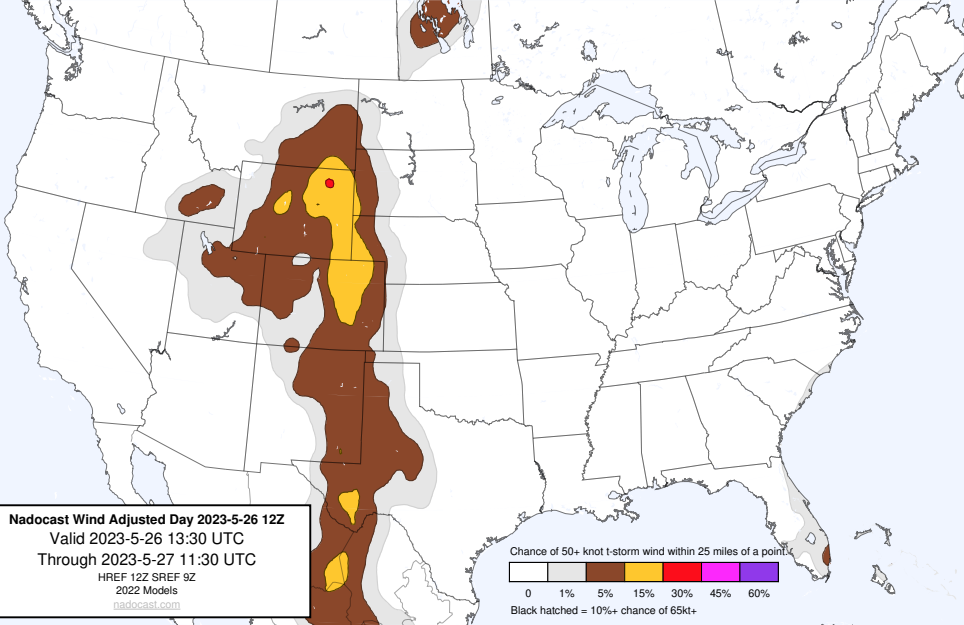 Nadocast Wind Adjusted Day 2023-5-26 12Z
Valid 2023-5-26 13:30 UTC
Through 2023-5-27 11:30 UTC
HREF 12Z SREF 9Z
2022 Models
nadocast.com
Chance of 50+ knot t-storm wind within 25 miles of a point.
0 1% 5% 15% 30% 45% 60%
Black hatched = 10%+ chance of 65kt+